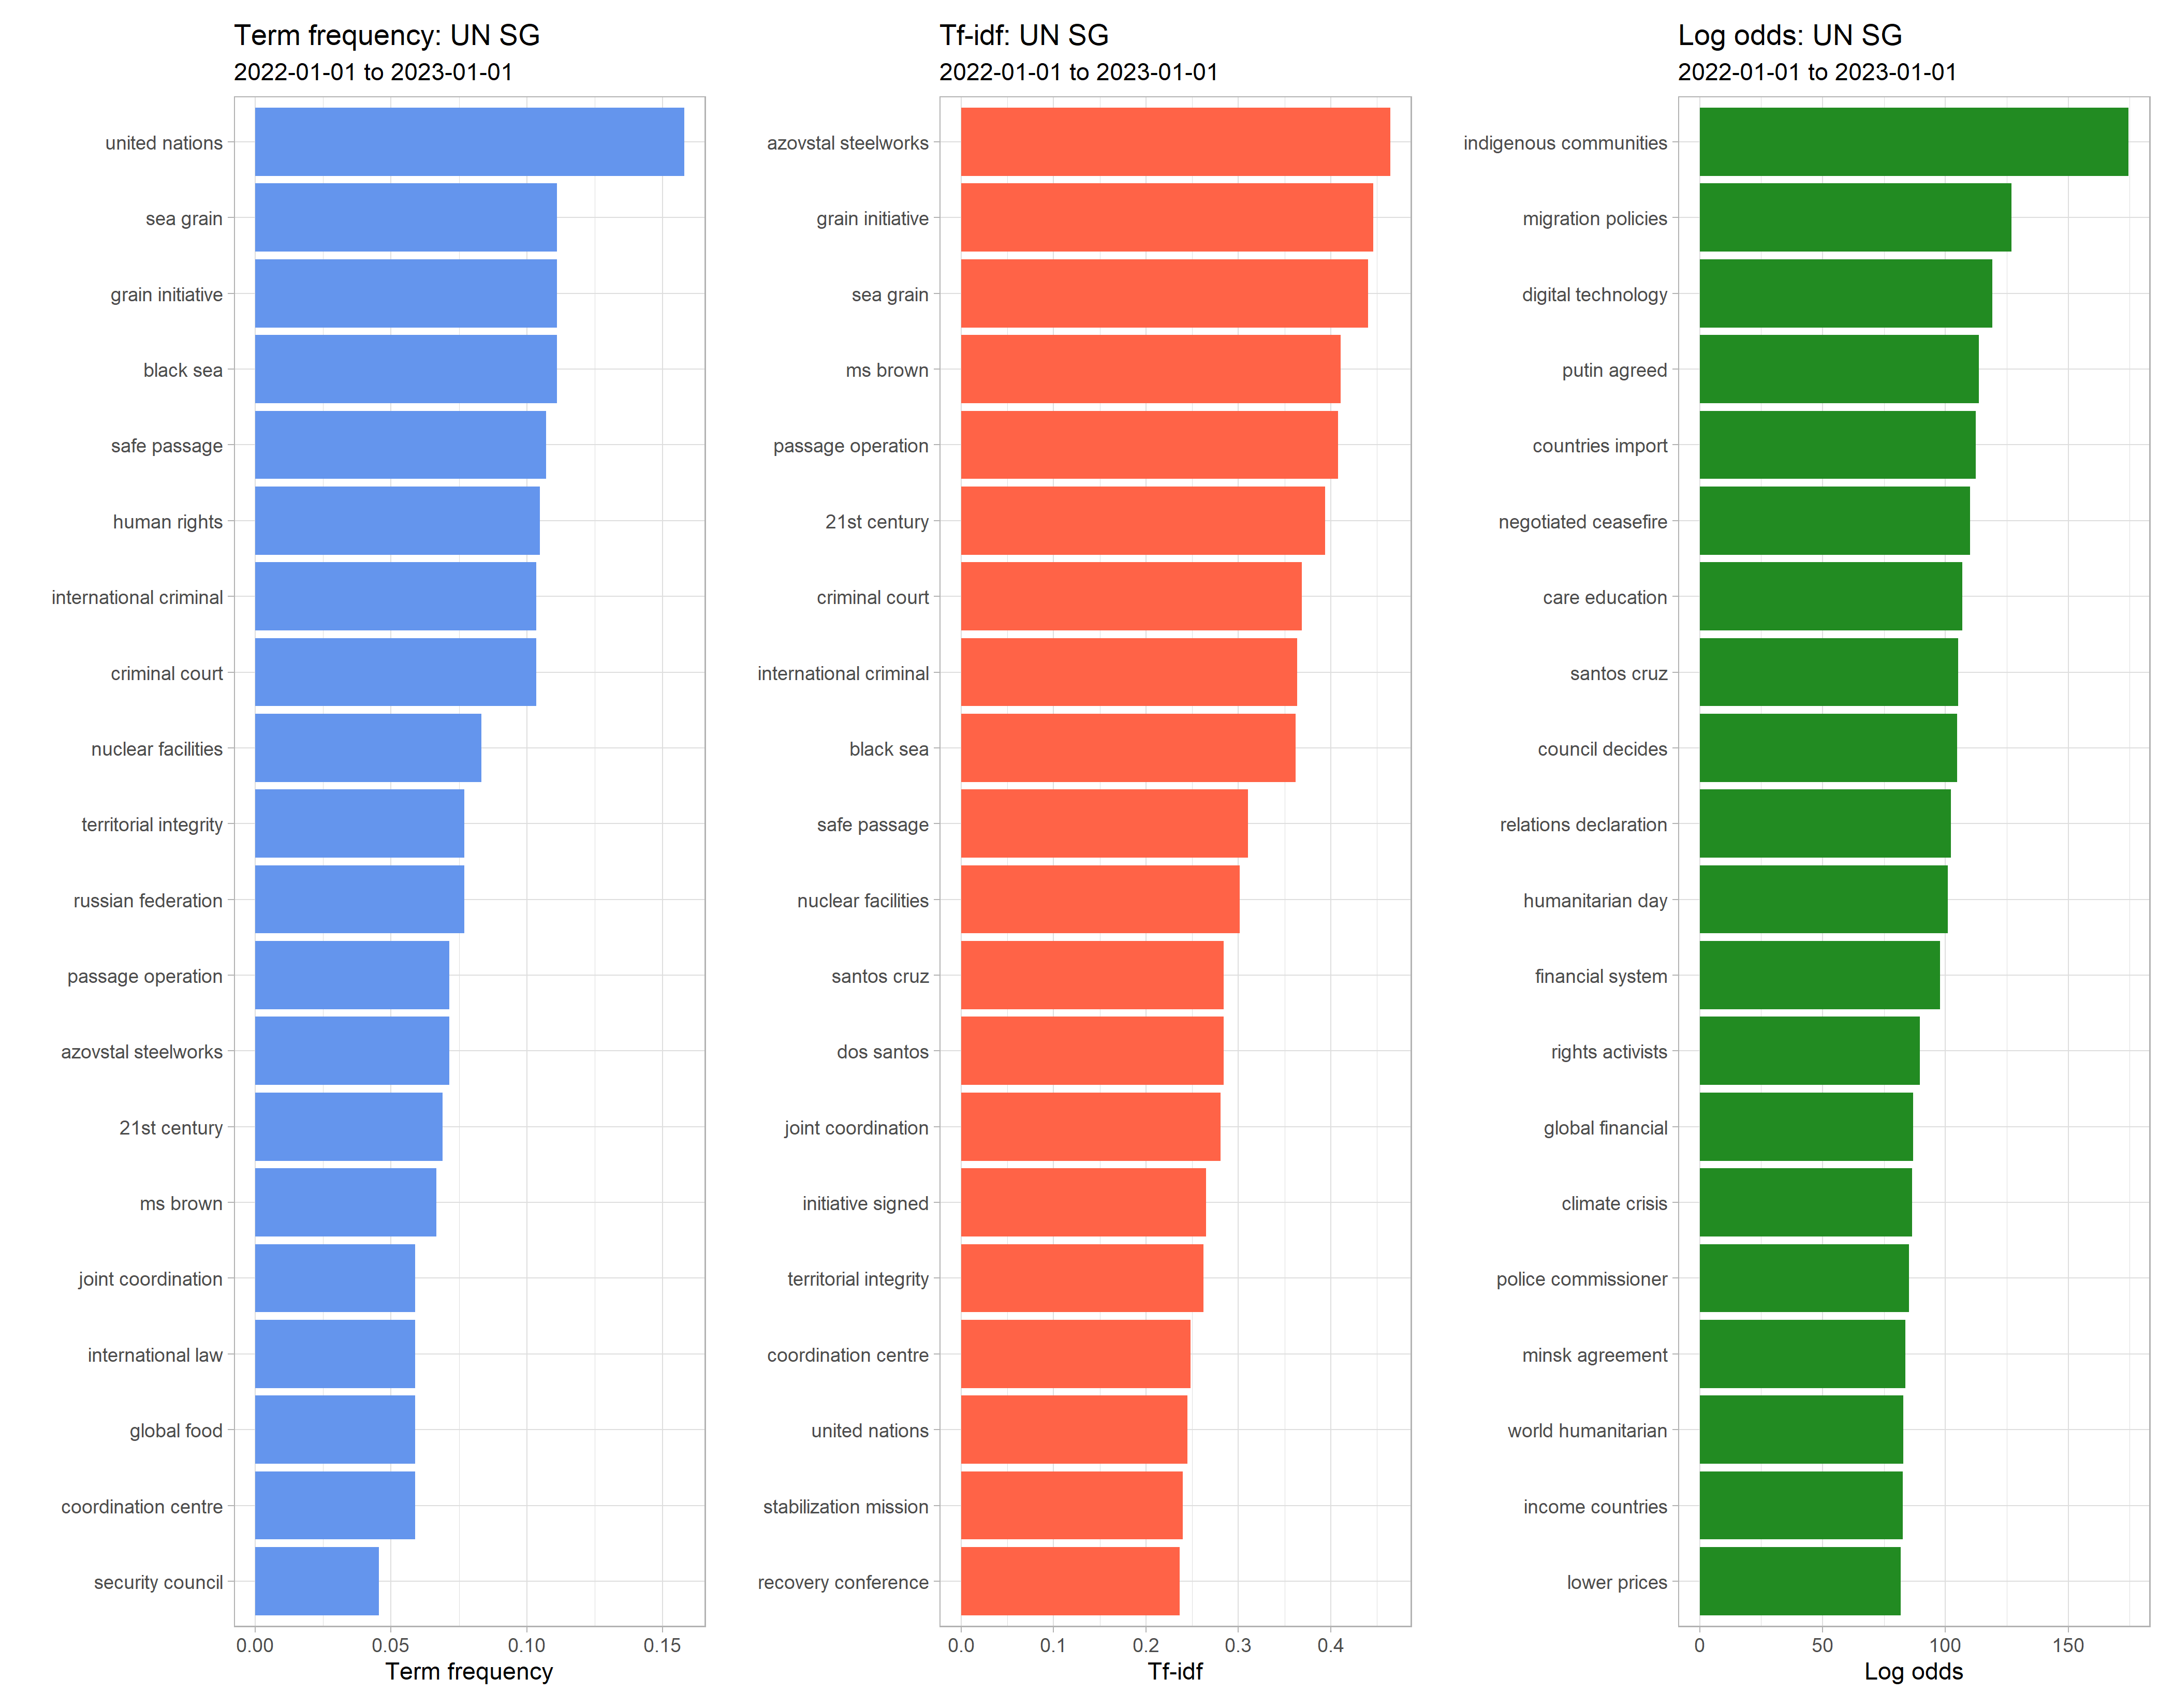 Term frequency: UN SG
2022-01-01 to 2023-01-01
united nations
sea grain
grain initiative
black sea
safe passage
human rights
international criminal
criminal court
nuclear facilities
territorial integrity
russian federation
passage operation
azovstal steelworks
21st century
ms brown
joint coordination
international law
global food
coordination centre
security council
0.00 0.05 0.10 0.15
Term frequency
Tf-idf: UN SG
2022-01-01 to 2023-01-01
azovstal steelworks
grain initiative
sea grain
ms brown
passage operation
21st century
criminal court
international criminal
black sea
safe passage
nuclear facilities
santos cruz
dos santos
joint coordination
initiative signed
territorial integrity
coordination centre
united nations
stabilization mission
recovery conference
0.0 0.1 0.2 0.3 0.4
Tf-idf
Log odds: UN SG
2022-01-01 to 2023-01-01
indigenous communities
migration policies
digital technology
putin agreed
countries import
negotiated ceasefire
care education
santos cruz
council decides
relations declaration
humanitarian day
financial system
rights activists
global financial
climate crisis
police commissioner
minsk agreement
world humanitarian
income countries
lower prices
0 50 100 150
Log odds